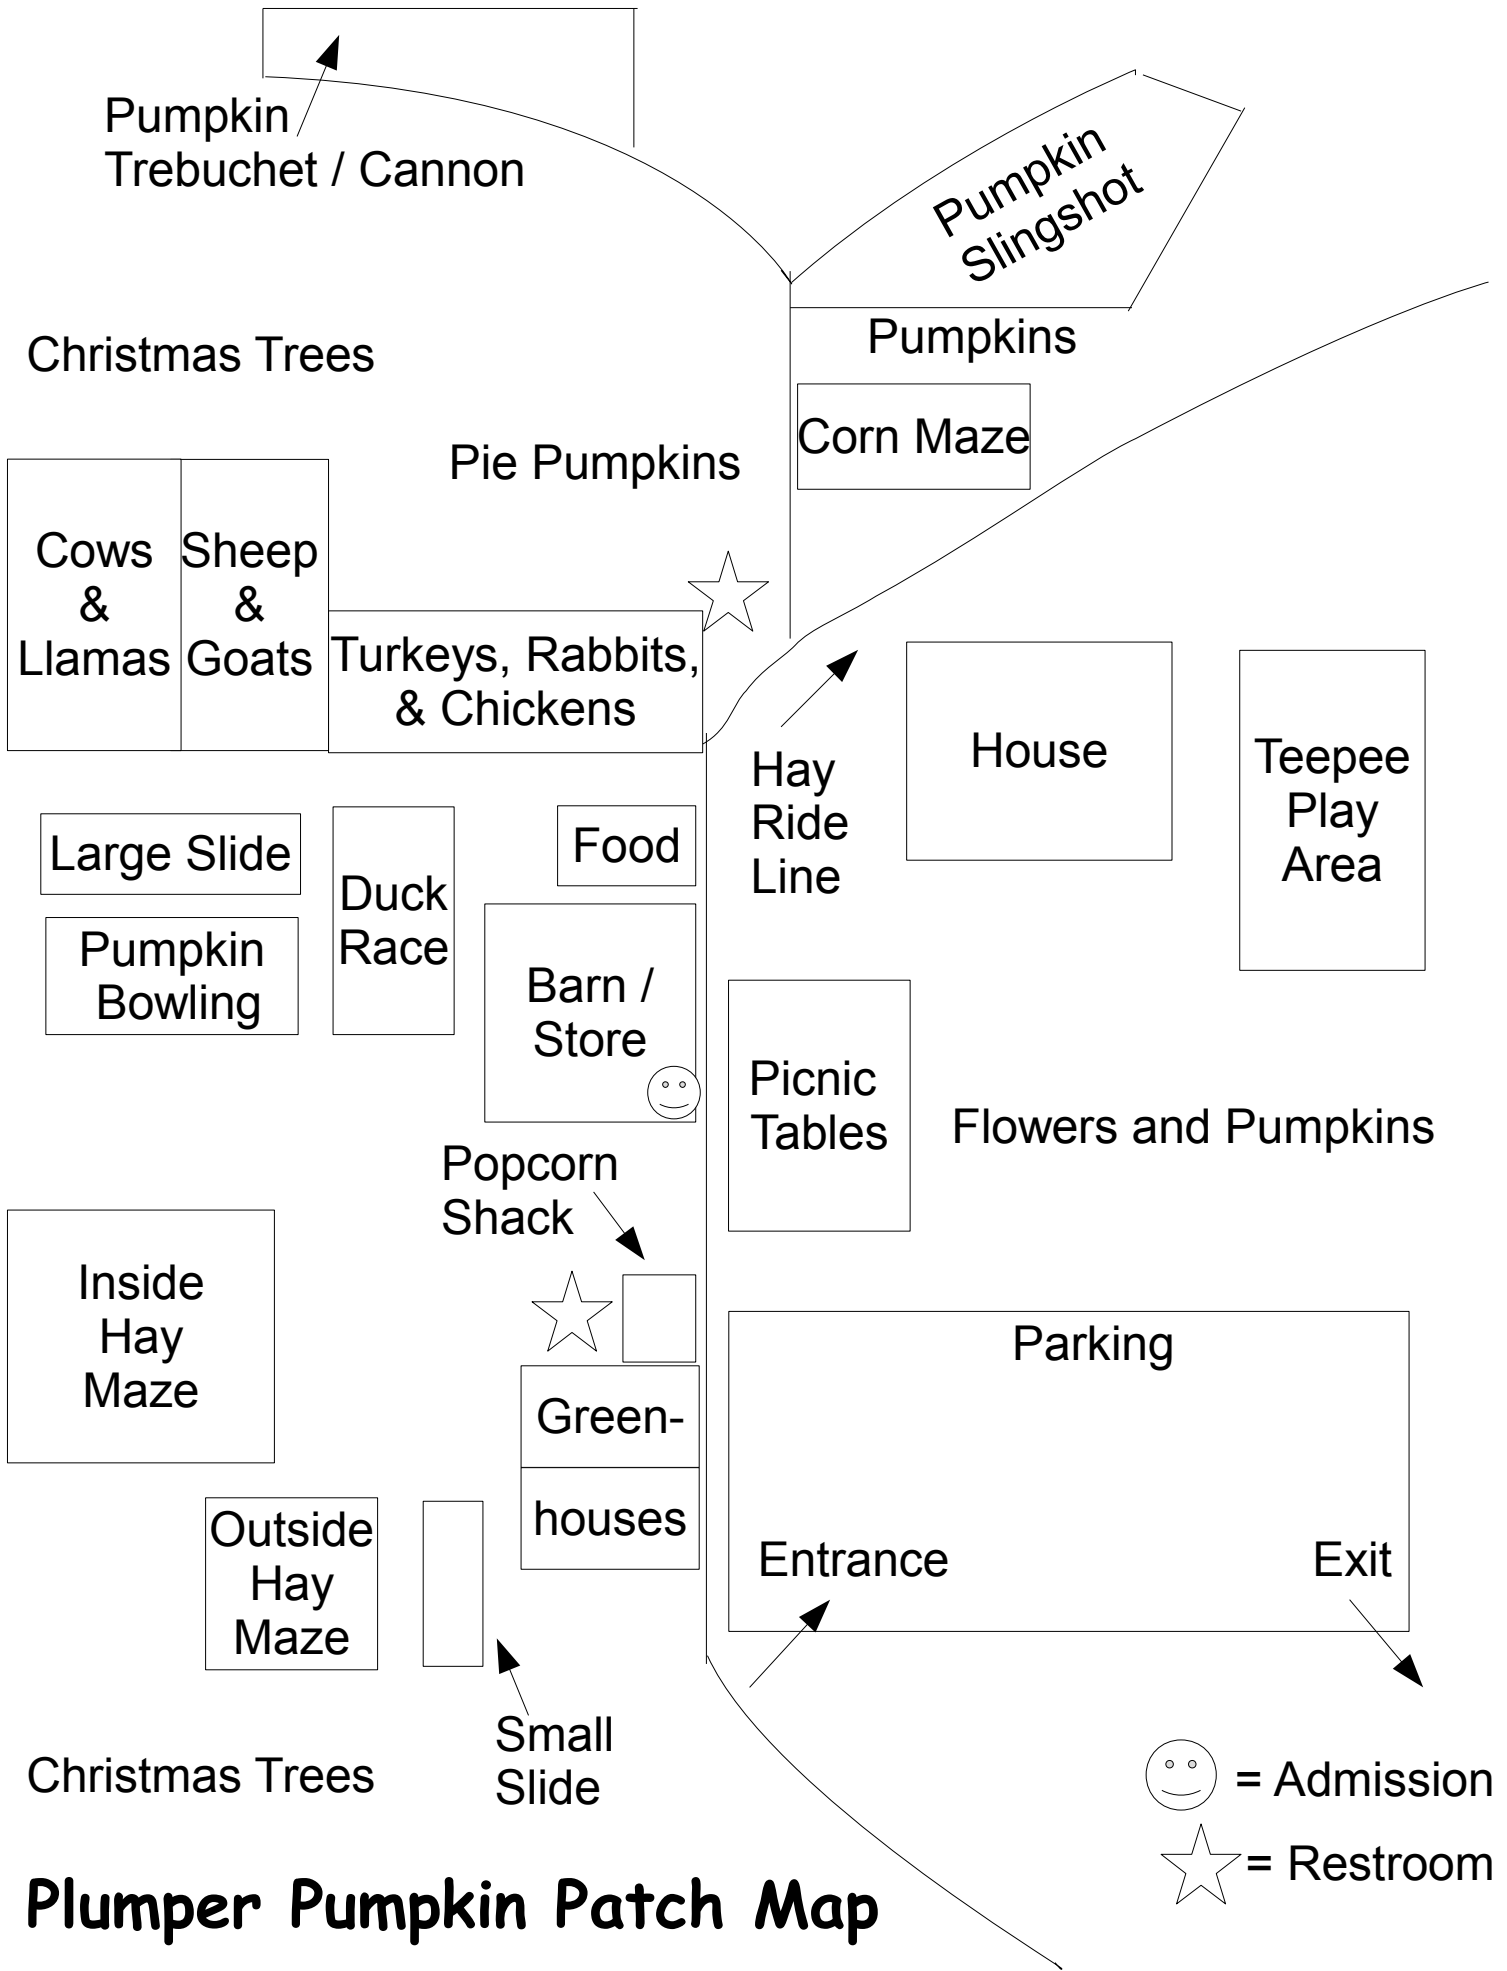 Pumpkin
Trebuchet / Cannon
Pumpkin
Slingshot
Pumpkins
Christmas Trees
Corn Maze
Pie Pumpkins
Cows
&
Llamas
Sheep
&
Goats
Turkeys, Rabbits,
& Chickens
Hay
Ride
Line
House
Teepee
Play
Area
Large Slide
Duck
Race
Food
Pumpkin
Bowling
Barn /
Store
Picnic
Tables
Flowers and Pumpkins
Popcorn
Shack
Inside
Hay
Maze
Parking
Green-
houses
Entrance
Exit
Outside
Hay
Maze
Small
Slide
Christmas Trees
= Admission
= Restroom
Plumper Pumpkin Patch Map